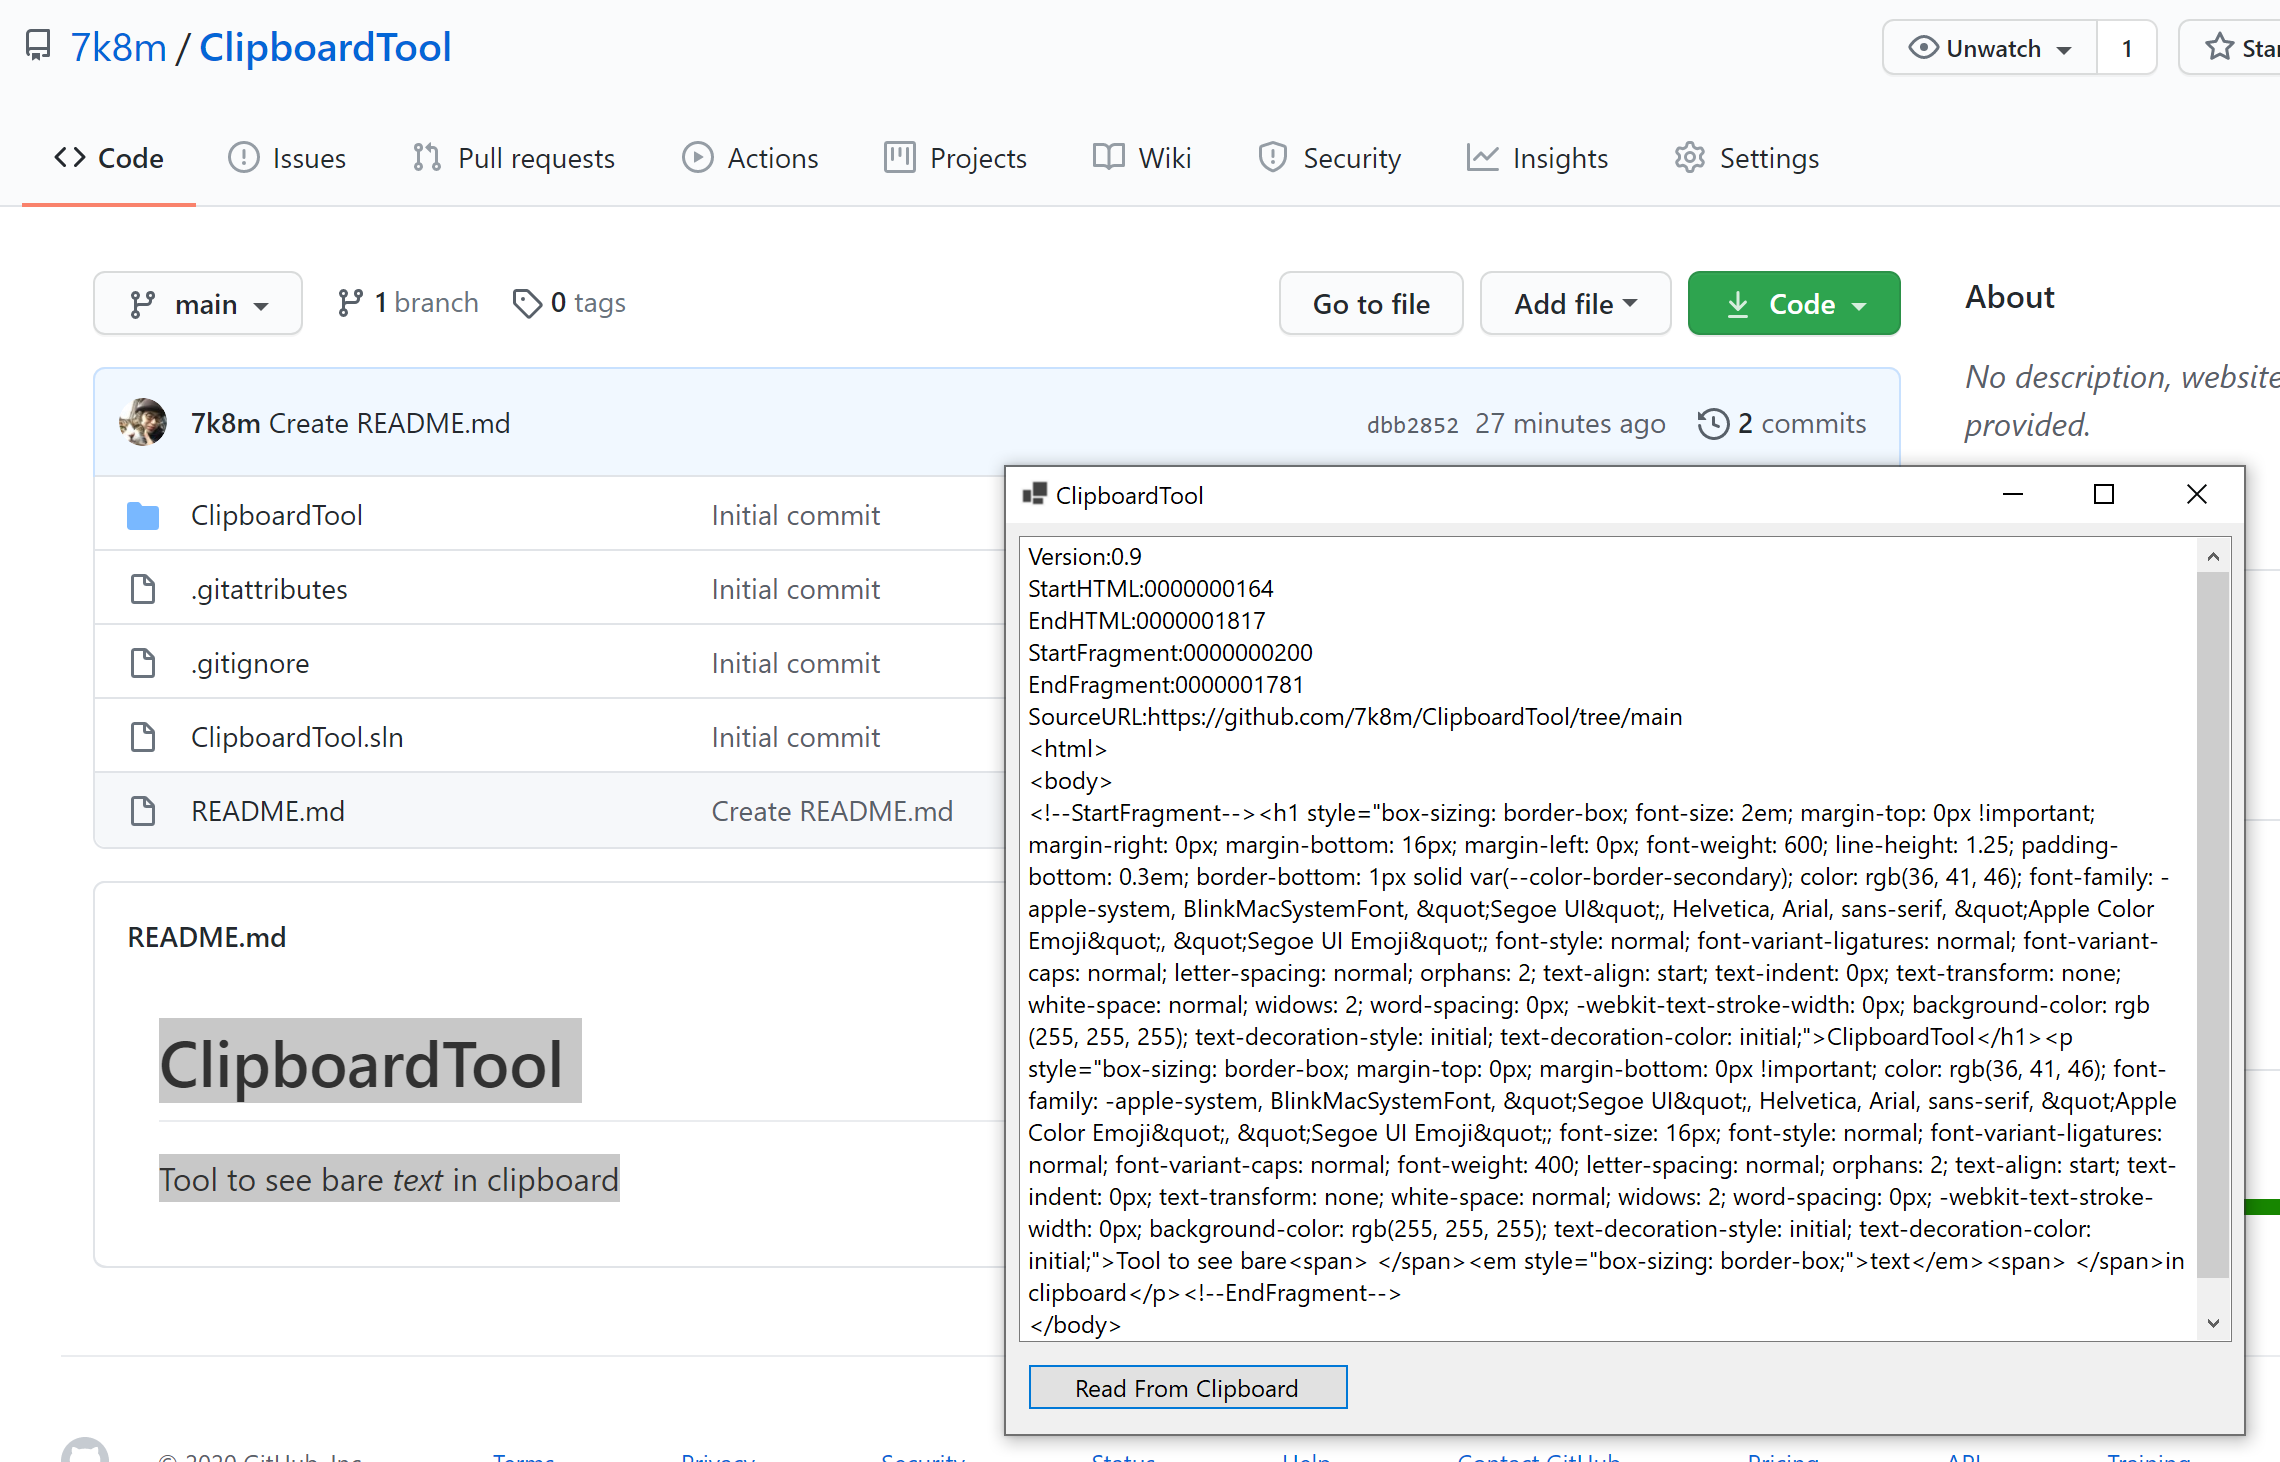 7k8m / ClipboardTool
Unwatch 1
Code Issues Pull requests Actions Projects Wiki Security Insights Settings
main 1 branch 0 tags
Go to file Add file Code
About
No description, website
provided.
7k8m Create README.md dbb2852 27 minutes ago 2 commits
ClipboardTool Initial commit
.gitattributes Initial commit
.gitignore Initial commit
ClipboardTool.sln Initial commit
README.md Create README.md
README.md
ClipboardTool
Tool to see bare text in clipboard
ClipboardTool
Version:0.9
StartHTML:0000000164
EndHTML:0000001817
StartFragment:0000000200
EndFragment:0000001781
SourceURL:https://github.com/7k8m/ClipboardTool/tree/main
<html>
<body>
<!--StartFragment--><h1 style="box-sizing: border-box; font-size: 2em; margin-top: 0px !important;
margin-right: 0px; margin-bottom: 16px; margin-left: 0px; font-weight: 600; line-height: 1.25; padding-
bottom: 0.3em; border-bottom: 1px solid var(--color-border-secondary); color: rgb(36, 41, 46); font-family: -
apple-system, BlinkMacSystemFont, &quot;Segoe UI&quot;, Helvetica, Arial, sans-serif, &quot;Apple Color
Emoji&quot;, &quot;Segoe UI Emoji&quot;; font-style: normal; font-variant-ligatures: normal; font-variant-
caps: normal; letter-spacing: normal; orphans: 2; text-align: start; text-indent: 0px; text-transform: none;
white-space: normal; widows: 2; word-spacing: 0px; -webkit-text-stroke-width: 0px; background-color: rgb
(255, 255, 255); text-decoration-style: initial; text-decoration-color: initial;">ClipboardTool</h1><p
style="box-sizing: border-box; margin-top: 0px; margin-bottom: 0px !important; color: rgb(36, 41, 46); font-
family: -apple-system, BlinkMacSystemFont, &quot;Segoe UI&quot;, Helvetica, Arial, sans-serif, &quot;Apple
Color Emoji&quot;, &quot;Segoe UI Emoji&quot;; font-size: 16px; font-style: normal; font-variant-ligatures:
normal; font-variant-caps: normal; font-weight: 400; letter-spacing: normal; orphans: 2; text-align: start; text-
indent: 0px; text-transform: none; white-space: normal; widows: 2; word-spacing: 0px; -webkit-text-stroke-
width: 0px; background-color: rgb(255, 255, 255); text-decoration-style: initial; text-decoration-color:
initial;">Tool to see bare<span> </span><em style="box-sizing: border-box;">text</em><span> </span>in
clipboard</p><!--EndFragment-->
</body>
Read From Clipboard
© 2020 GitHub, Inc. Terms Privacy Security Status Help Contact GitHub Pricing API Training